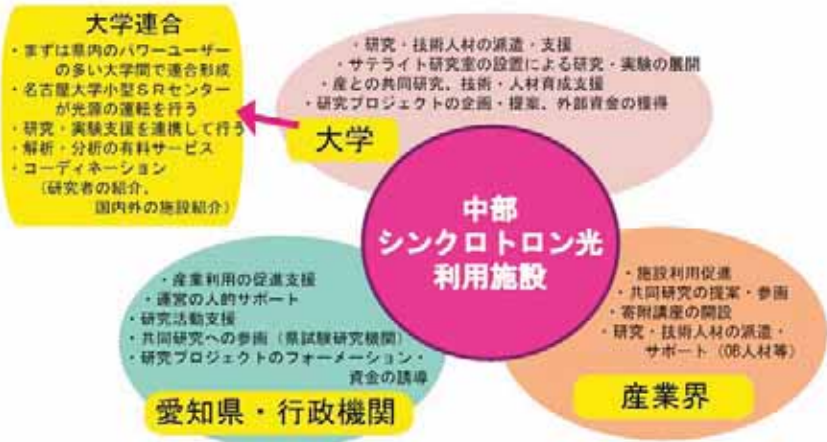 大学連合
・まずは県内のパワーユーザー
の多い大学間で連合形成
・名古屋大学小型SRセンター
が光源の運転を行う
・研究・実験支援を連携して行う
・解析・分析の有料サービス
・コーディネーション
(研究者の紹介、
国内外の施設紹介)
・研究・技術人材の派遣・支援
・サテライト研究室の設置による研究・実験の展開
・産との共同研究、技術・人材育成支援
・研究プロジェクトの企画・提案、外部資金の獲得
大学
中部
シンクロトロン光
利用施設
・産業利用の促進支援
・運営の人的サポート
・研究活動支援
・共同研究への参画(県試験研究機関)
・研究プロジェクトのフォーメーション・
資金の誘導
愛知県・行政機関
・施設利用促進
・共同研究の提案・参画
・寄附講座の開設
・研究・技術人材の派遣・
サポート(OB人材等)
産業界